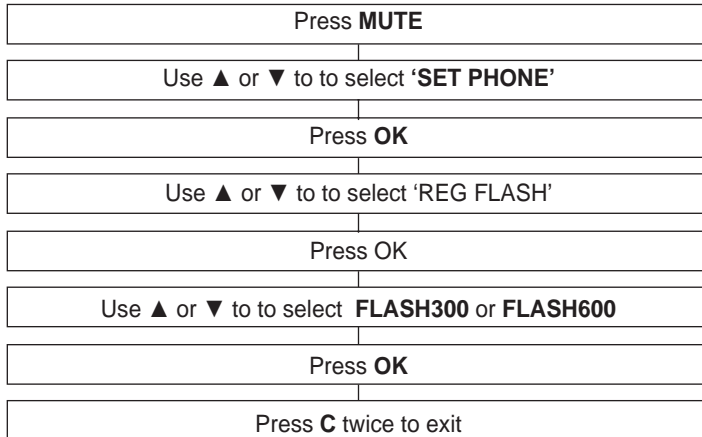 Press MUTE
Use ▲ or ▼ to to select ‘SET PHONE’
Press OK
Use ▲ or ▼ to to select ‘REG FLASH’
Press OK
Use ▲ or ▼ to to select FLASH300 or FLASH600
Press OK
Press C twice to exit